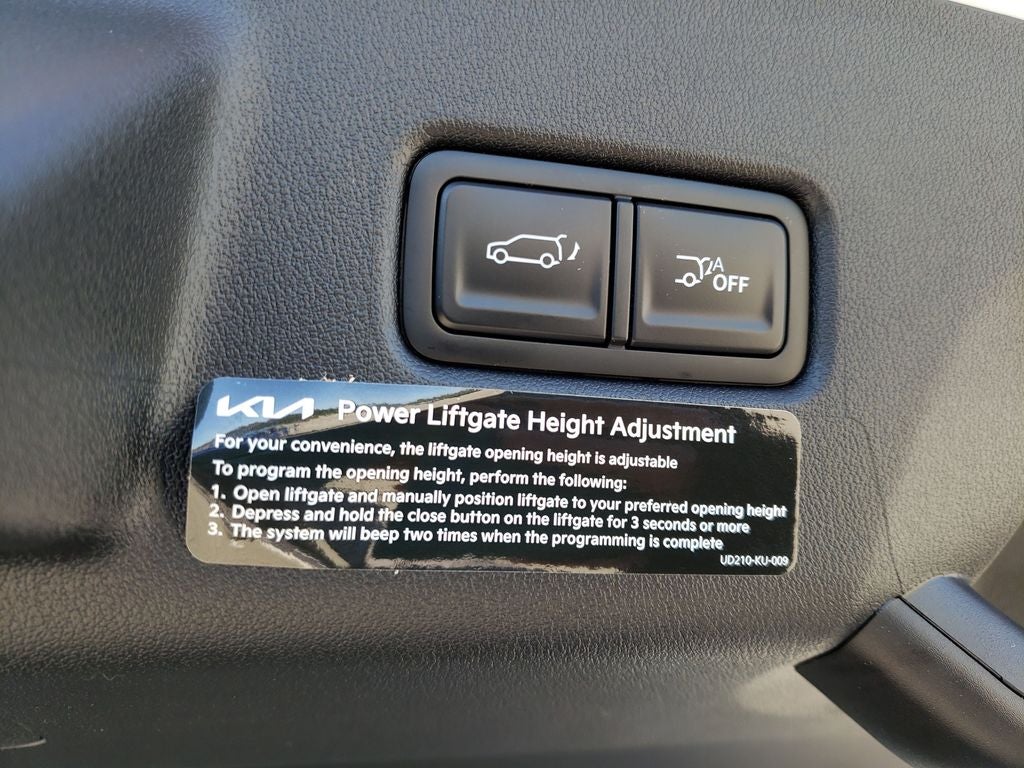 A
OFF
KIA Power Liftgate Height Adjustment
For your convenience, the liftgate opening height is adjustable
To program the opening height, perform the following:
1. Open liftgate and manually position liftgate to your preferred opening height
2. Depress and hold the close button on the liftgate for 3 seconds or more
3. The system will beep two times when the programming is complete
UD210-KU-009